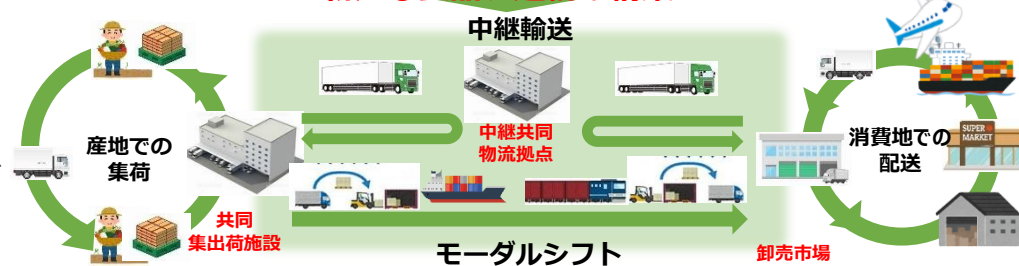 中継輸送
産地での
集荷
中継共同
物流拠点
消費地での
配送
SUPER
MARKET
共同
集出荷施設
モーダルシフト
卸売市場